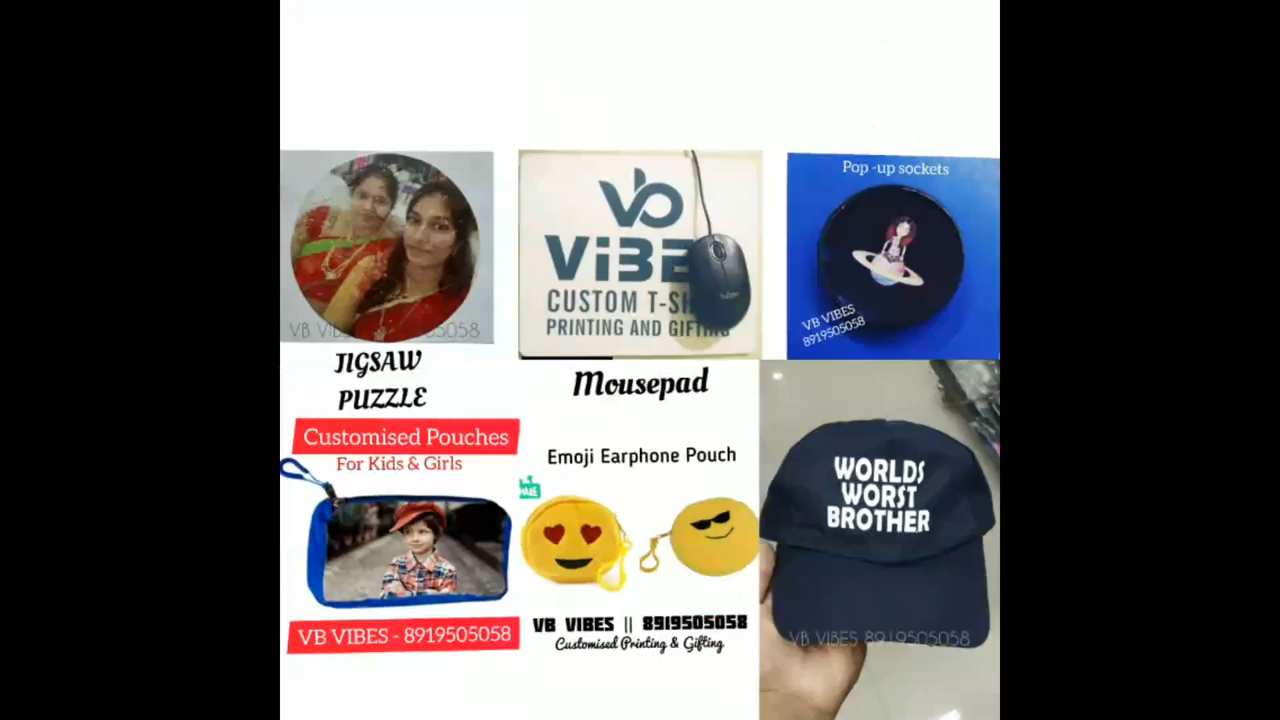 VB VIBES 8919505058
JIGSAW
PUZZLE
vb
VIBE
CUSTOM T-SH
PRINTING AND GIFTING
Mousepad
Pop -up sockets
VB VIBES
8919505058
Customised Pouches
For Kids & Girls
VB VIBES - 8919505058
Emoji Earphone Pouch
VB VIBES || 8919505058
Customised Printing & Gifting
WORLDS
WORST
BROTHER
VB VIBES 8919505058